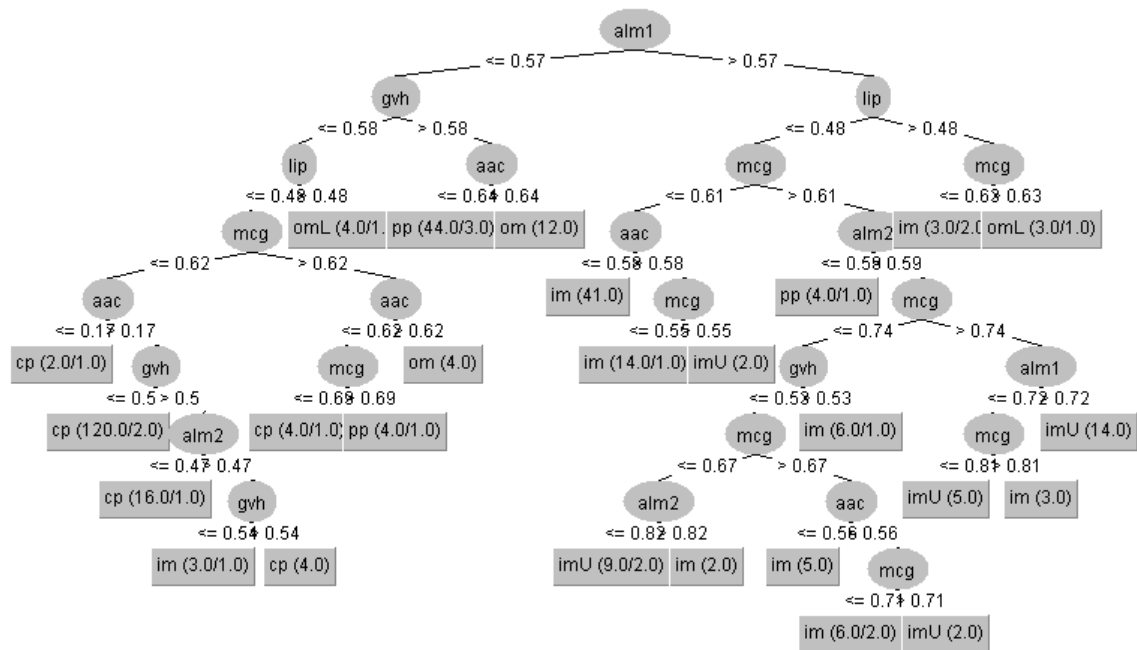 alm1
<= 0.57 > 0.57
gvh lip
<= 0.58 > 0.58 <= 0.48 > 0.48
lip aac mcg mcg
<= 0.48 > 0.48 <= 0.64 > 0.64 <= 0.61 > 0.61 <= 0.63 > 0.63
mcg omL (4.0/1. pp (44.0/3.0) om (12.0) aac alm2 im (3.0/2.0 omL (3.0/1.0)
<= 0.62 > 0.62 <= 0.58 > 0.58 <= 0.59 > 0.59
aac aac im (41.0) mcg pp (4.0/1.0) mcg
<= 0.17 > 0.17 <= 0.62 > 0.62 <= 0.55 > 0.55 <= 0.74 > 0.74
cp (2.0/1.0) gvh mcg om (4.0) im (14.0/1.0) imU (2.0) gvh alm1
<= 0.5 > 0.5 <= 0.69 > 0.69 <= 0.53 > 0.53 <= 0.72 > 0.72
cp (120.0/2.0) alm2 cp (4.0/1.0) pp (4.0/1.0) mcg im (6.0/1.0) mcg imU (14.0)
<= 0.47 > 0.47 <= 0.67 > 0.67 <= 0.81 > 0.81
cp (16.0/1.0) gvh alm2 aac imU (5.0) im (3.0)
<= 0.54 > 0.54 <= 0.82 > 0.82 <= 0.56 > 0.56
im (3.0/1.0) cp (4.0) imU (9.0/2.0) im (2.0) im (5.0) mcg
<= 0.71 > 0.71
im (6.0/2.0) imU (2.0)